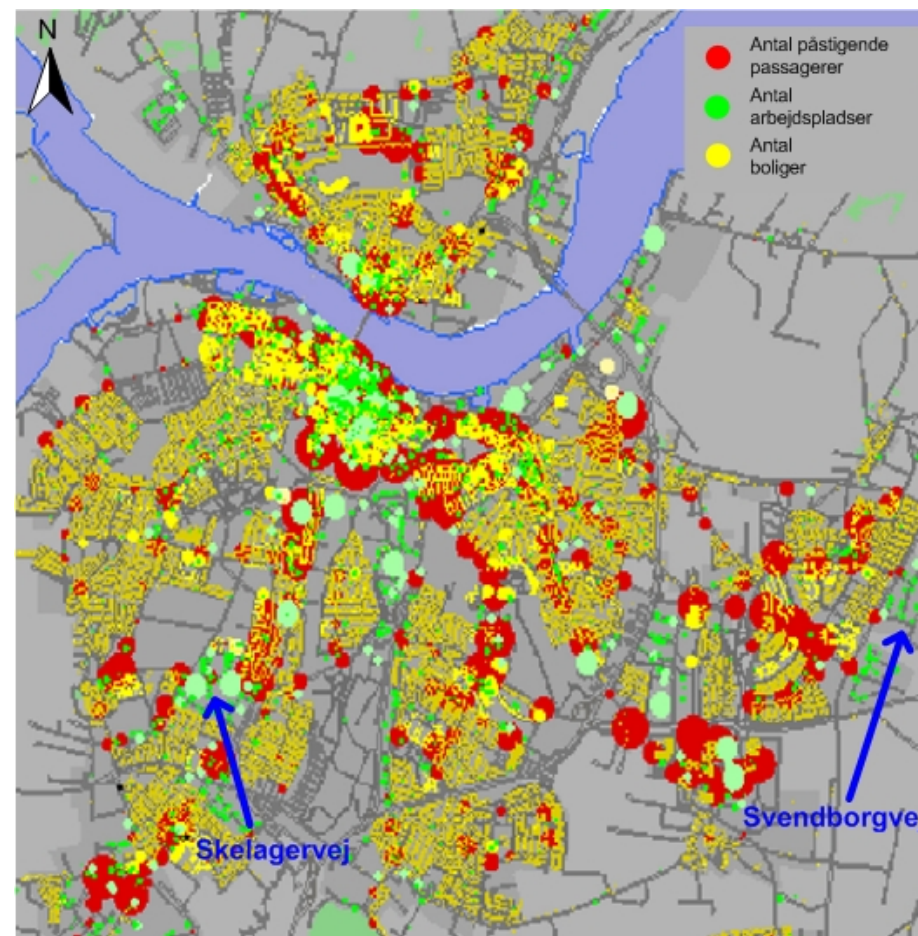 N
Antal påstigende
passagerer
Antal
arbejdspladser
Antal
boliger
Skelagervej
Svendborgve